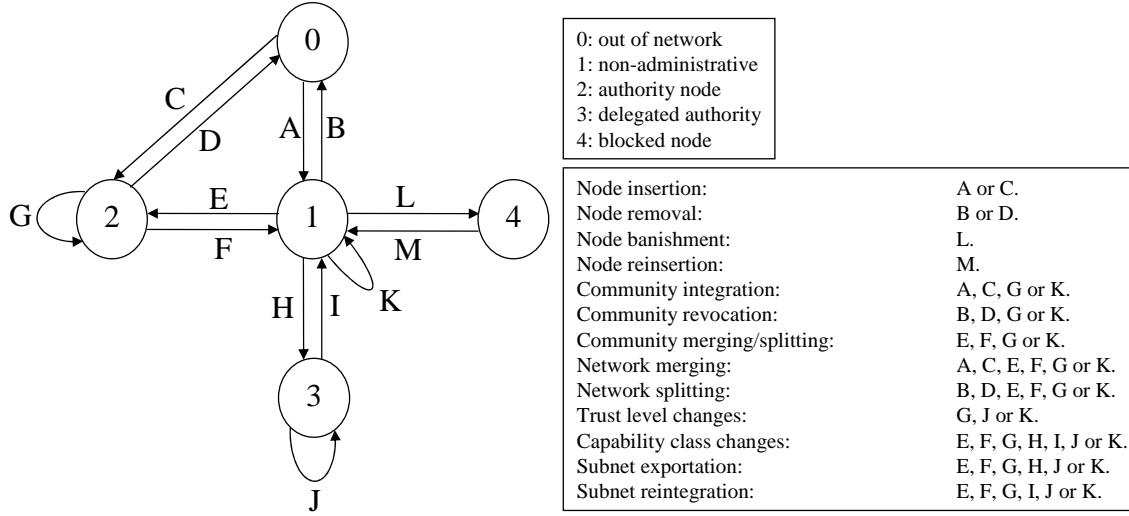 0
C
D
A
B
2
G
E
F
1
L
M
4
K
H
I
3
J
0: out of network
1: non-administrative
2: authority node
3: delegated authority
4: blocked node
Node insertion: A or C.
Node removal: B or D.
Node banishment: L.
Node reinsertion: M.
Community integration: A, C, G or K.
Community revocation: B, D, G or K.
Community merging/splitting: E, F, G or K.
Network merging: A, C, E, F, G or K.
Network splitting: B, D, E, F, G or K.
Trust level changes: G, J or K.
Capability class changes: E, F, G, H, I, J or K.
Subnet exportation: E, F, G, H, J or K.
Subnet reintegration: E, F, G, I, J or K.